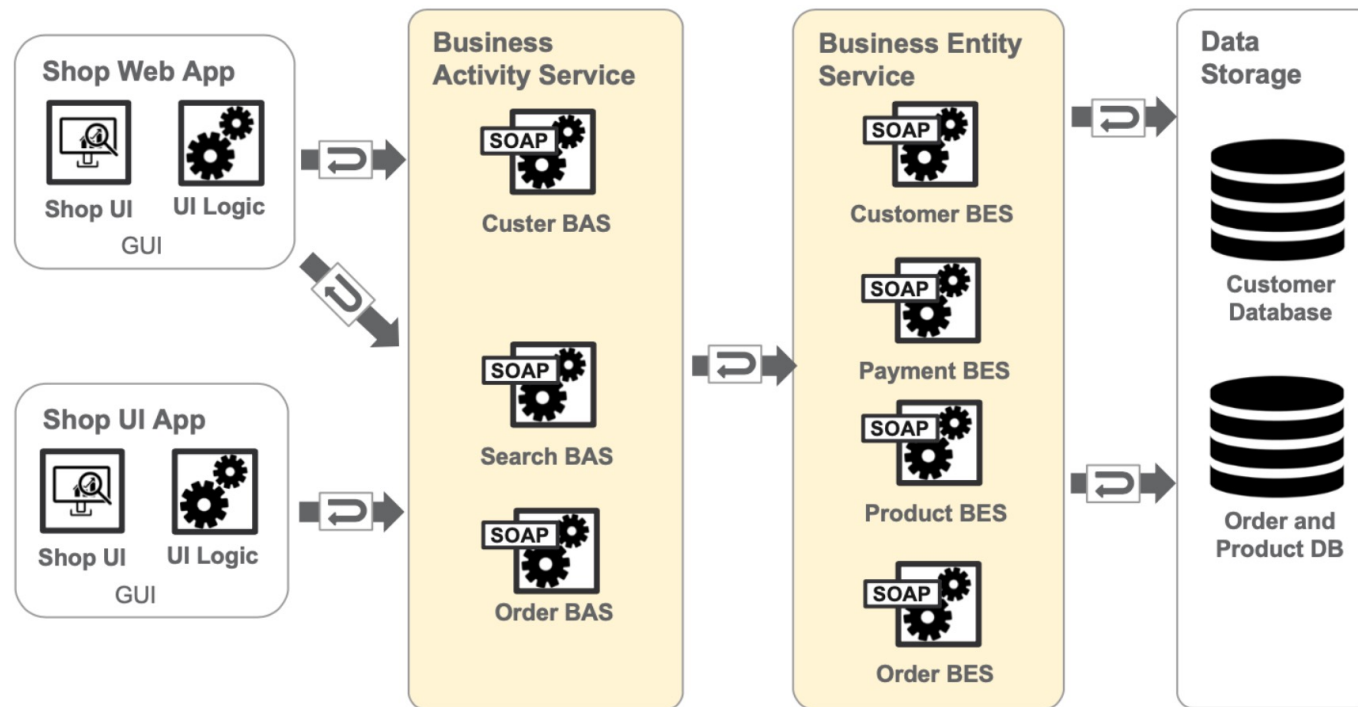 Shop Web App
Shop UI
UI Logic
GUI
Shop UI App
Shop UI
UI Logic
GUI
Business
Activity Service
SOAP
Custer BAS
SOAP
Search BAS
SOAP
Order BAS
Business Entity
Service
SOAP
Customer BES
SOAP
Payment BES
SOAP
Product BES
SOAP
Order BES
Data
Storage
Customer
Database
Order and
Product DB